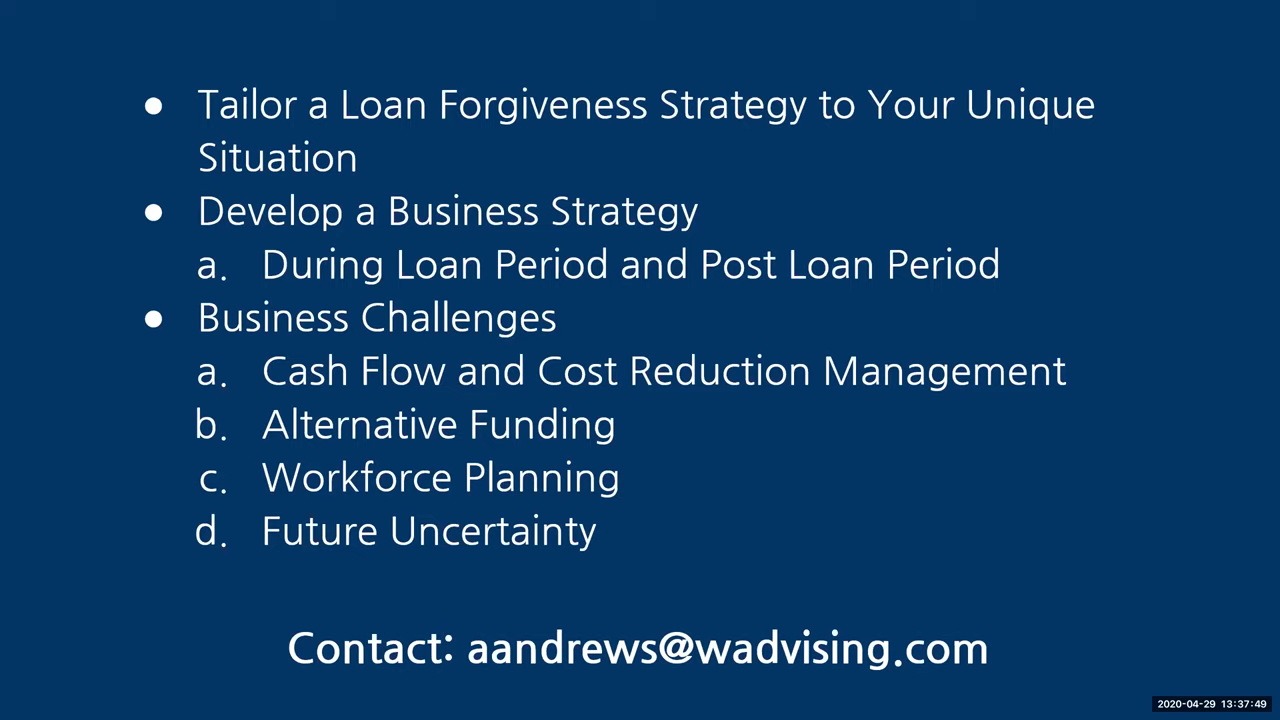 ● Tailor a Loan Forgiveness Strategy to Your Unique
Situation
● Develop a Business Strategy
a. During Loan Period and Post Loan Period
● Business Challenges
a. Cash Flow and Cost Reduction Management
b. Alternative Funding
c. Workforce Planning
d. Future Uncertainty
Contact: aandrews@wadvising.com
2020-04-29 13:37:49